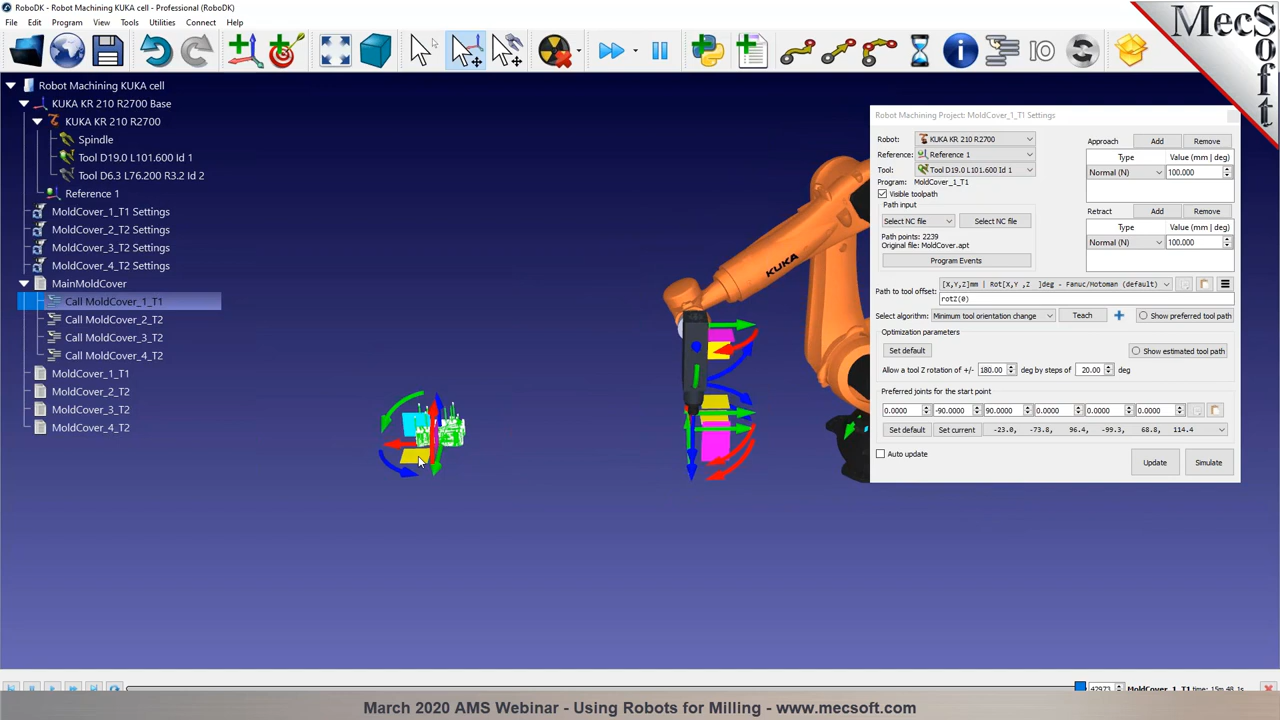 RoboDK - Robot Machining KUKA cell - Professional (RoboDK)
File Edit Program View Tools Utilities Connect Help
MecSoft
Robot Machining KUKA cell
KUKA KR 210 R2700 Base
KUKA KR 210 R2700
Spindle
Tool D19.0 L101.600 Id 1
Tool D6.3 L76.200 R3.2 Id 2
Reference 1
MoldCover_1_T1 Settings
MoldCover_2_T2 Settings
MoldCover_3_T2 Settings
MoldCover_4_T2 Settings
MainMoldCover
Call MoldCover_1_T1
Call MoldCover_2_T2
Call MoldCover_3_T2
Call MoldCover_4_T2
MoldCover_1_T1
MoldCover_2_T2
MoldCover_3_T2
MoldCover_4_T2
IO
KUKA
Robot Machining Project: MoldCover_1_T1 Settings
Robot: KUKA KR 210 R2700
Reference: Reference 1
Tool: Tool D19.0 L101.600 Id 1
Program: MoldCover_1_T1
Visible toolpath
Path input
Select NC file Select NC file
Path points: 2239
Original file: MoldCover.apt
Program Events
Approach Add Remove
Type Value (mm | deg)
Normal (N) 100.000
Retract Add Remove
Type Value (mm | deg)
Normal (N) 100.000
Path to tool offset: [X,Y,Z]mm | Rot[X,Y ,Z ]deg - Fanuc/Motoman (default)
rotZ(0)
Select algorithm: Minimum tool orientation change Teach Show preferred tool path
Optimization parameters
Set default Show estimated tool path
Allow a tool Z rotation of +/- 180.00 deg by steps of 20.00 deg
Preferred joints for the start point
0.0000 -90.0000 90.0000 0.0000 0.0000 0.0000
Set default Set current -23.0, -73.8, 96.4, -99.3, 68.8, 114.4
Auto update
Update Simulate
42973 MoldCover_1_T1 time: 15m 48.1s
March 2020 AMS Webinar - Using Robots for Milling - www.mecsoft.com